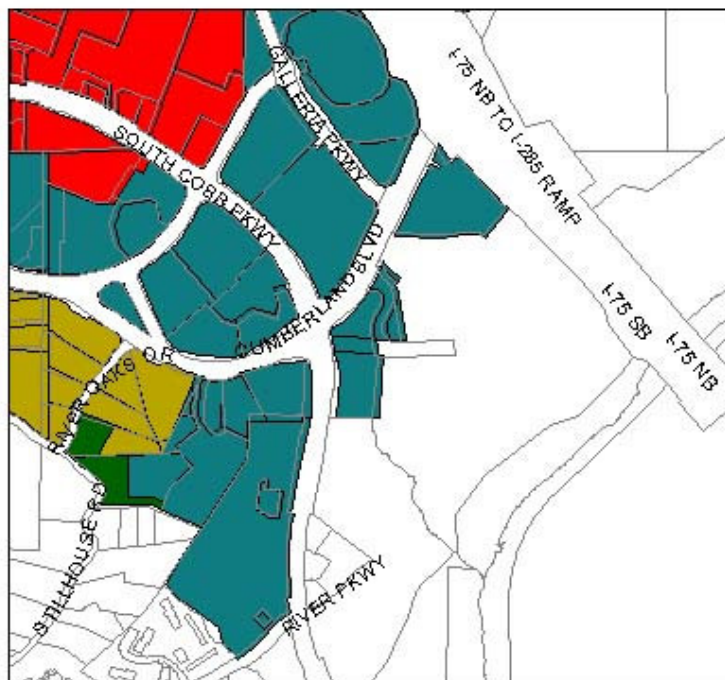 GALLERIA PKWY
I-75 NB TO I-285 RAMP
SOUTH COBB PKWY
CUMBERLAND BLVD
I-75 SB
I-75 NB
RIVER OAKS DR
STILLHOUSE RD
RIVER PKWY